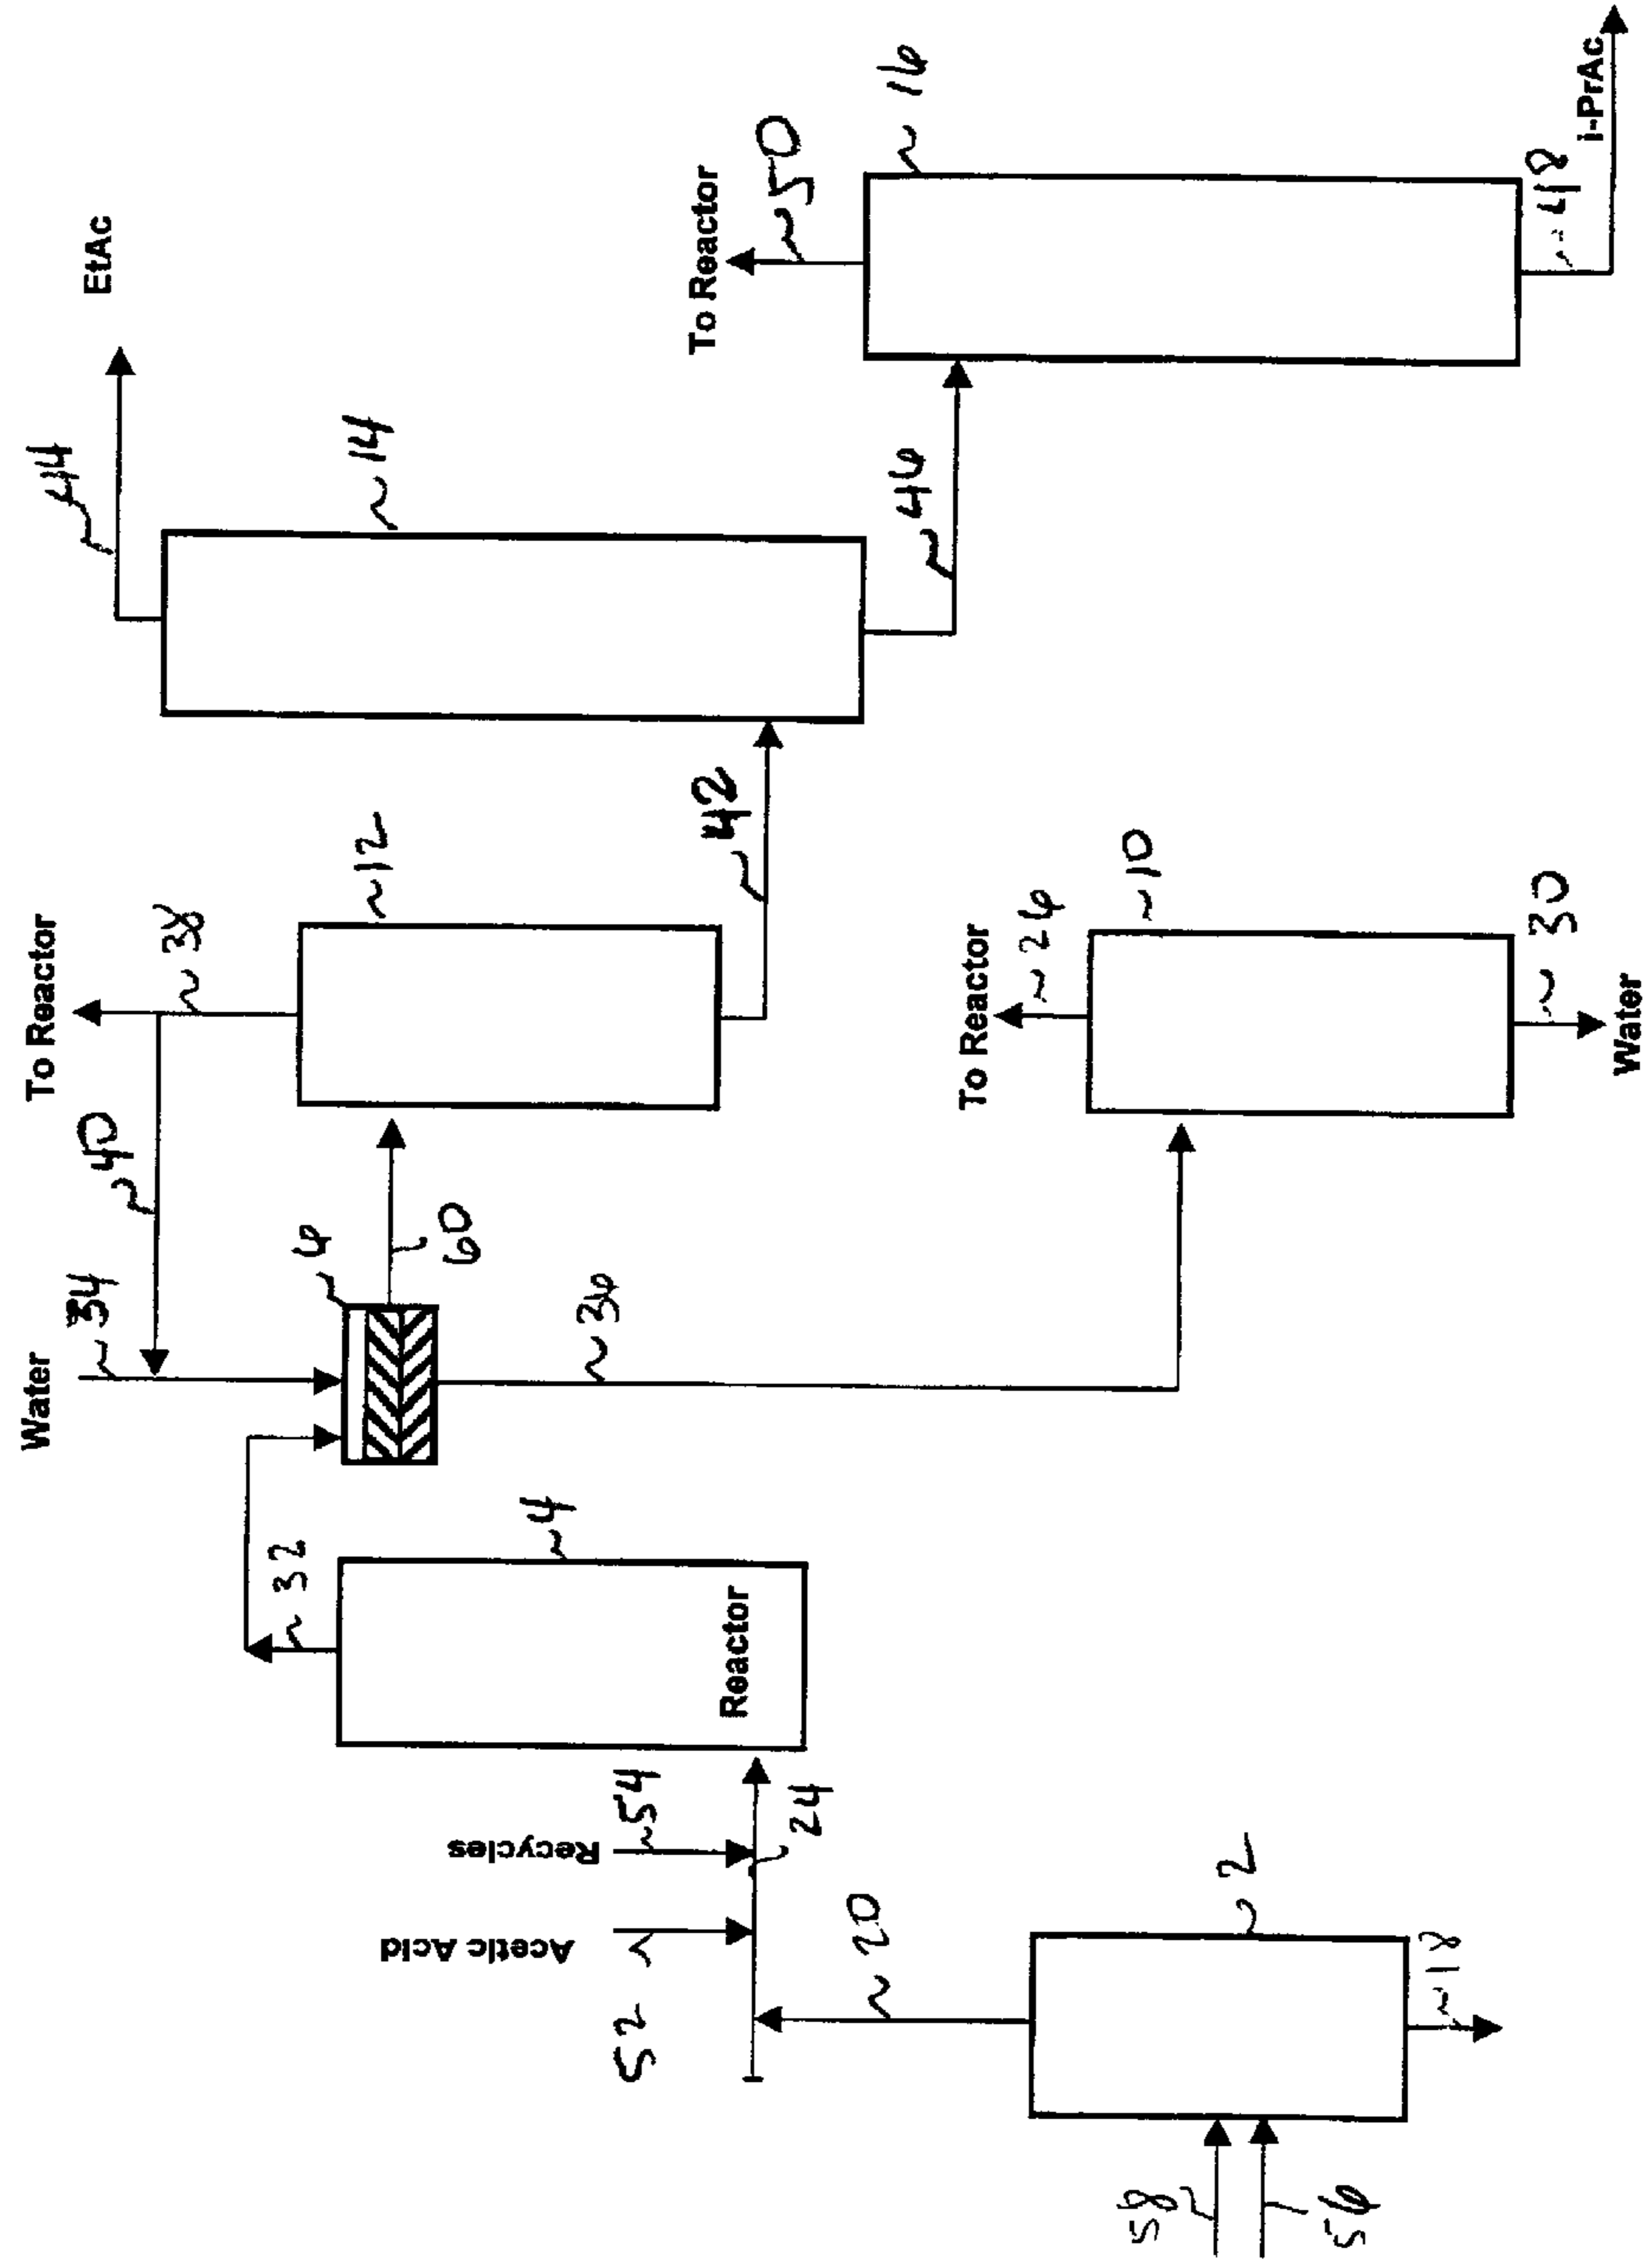 Water
To Reactor
44
EtAc
34
40
38
32
6
12
14
60
36
42
To Reactor
50
4
Reactor
Acetic Acid
Recycles
52
54
24
20
46
16
To Reactor
26
10
2
58
56
18
30
Water
48
i-PrAc